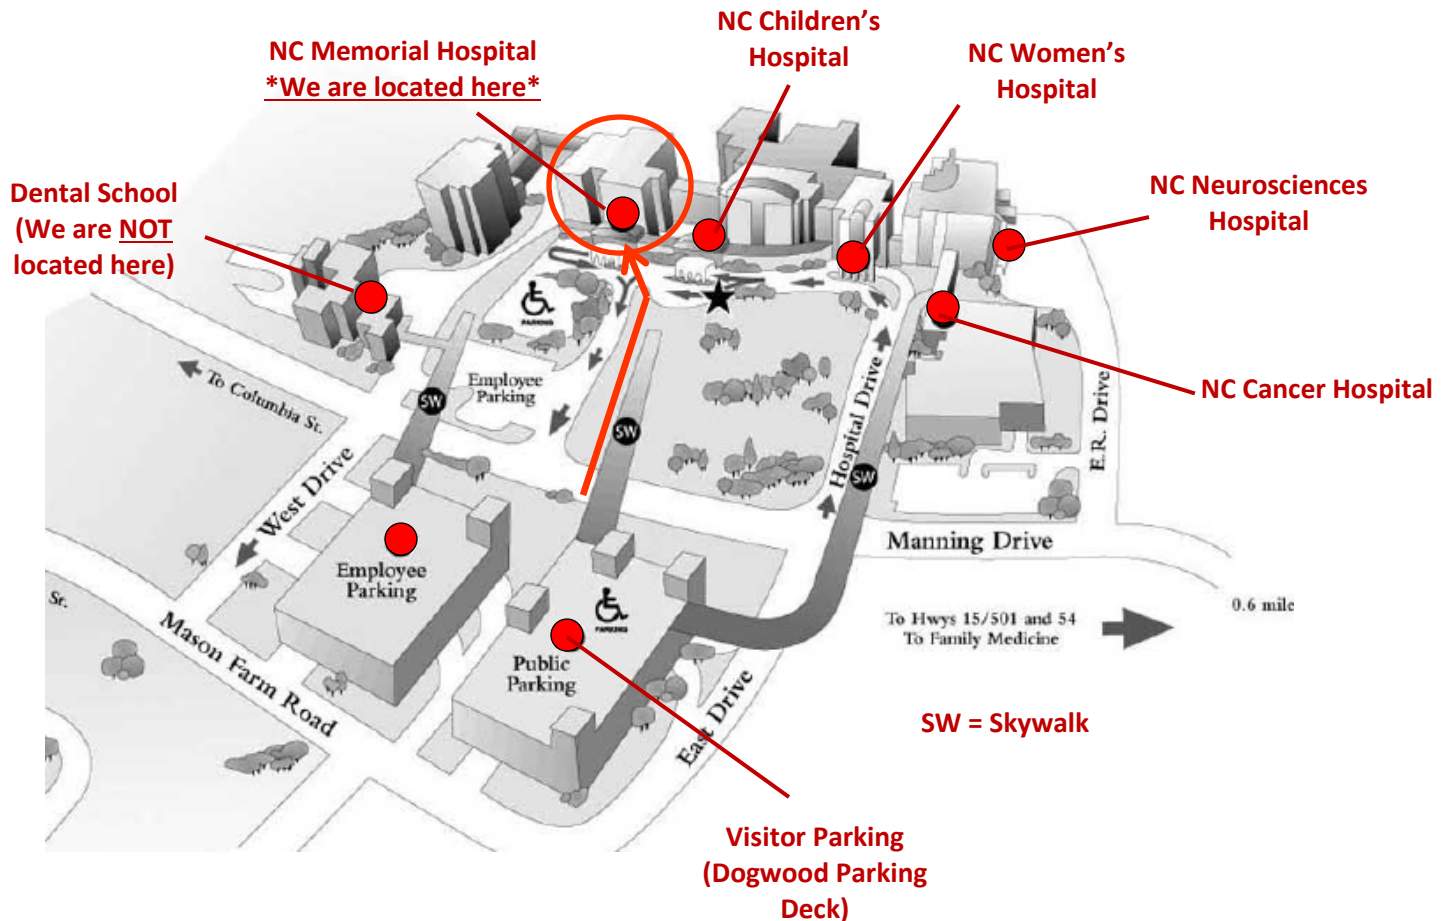 NC Children's
Hospital
NC Memorial Hospital
*We are located here*
NC Women's
Hospital
Dental School
(We are NOT
located here)
NC Neurosciences
Hospital
PARKING
To Columbia St.
Employee
Parking
SW
SW
SW
NC Cancer Hospital
Hospital Drive
E.R. Drive
West Drive
Manning Drive
Employee
Parking
St.
Mason Farm Road
PARKING
Public
Parking
East Drive
0.6 mile
To Hwys 15/501 and 54
To Family Medicine
SW = Skywalk
Visitor Parking
(Dogwood Parking
Deck)